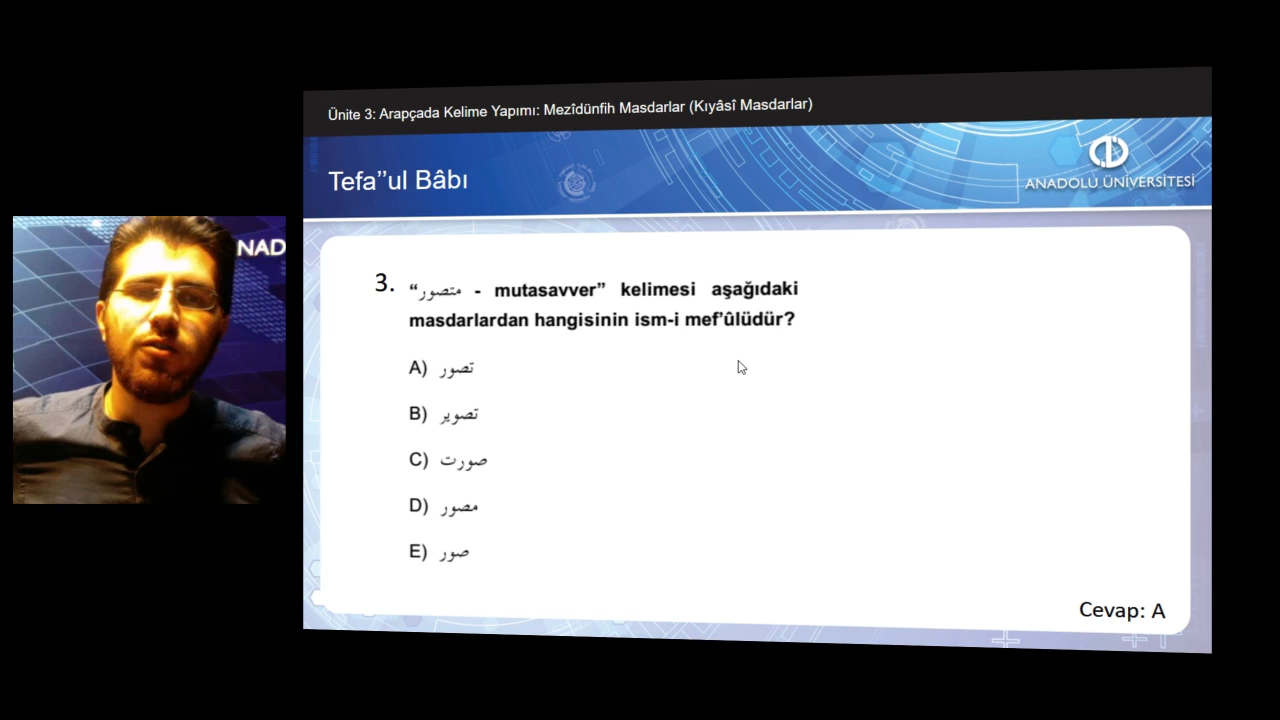 Ünite 3: Arapçada Kelime Yapımı: Mezîdünfih Masdarlar (Kıyâsî Masdarlar)
Tefa’’ul Bâbı
ANADOLU ÜNİVERSİTESİ
NAD
3. “متصور - mutasavver” kelimesi aşağıdaki
masdarlardan hangisinin ism-i mef’ûlüdür?
A) تصور
B) تصوير
C) صورت
D) مصور
E) صور
Cevap: A